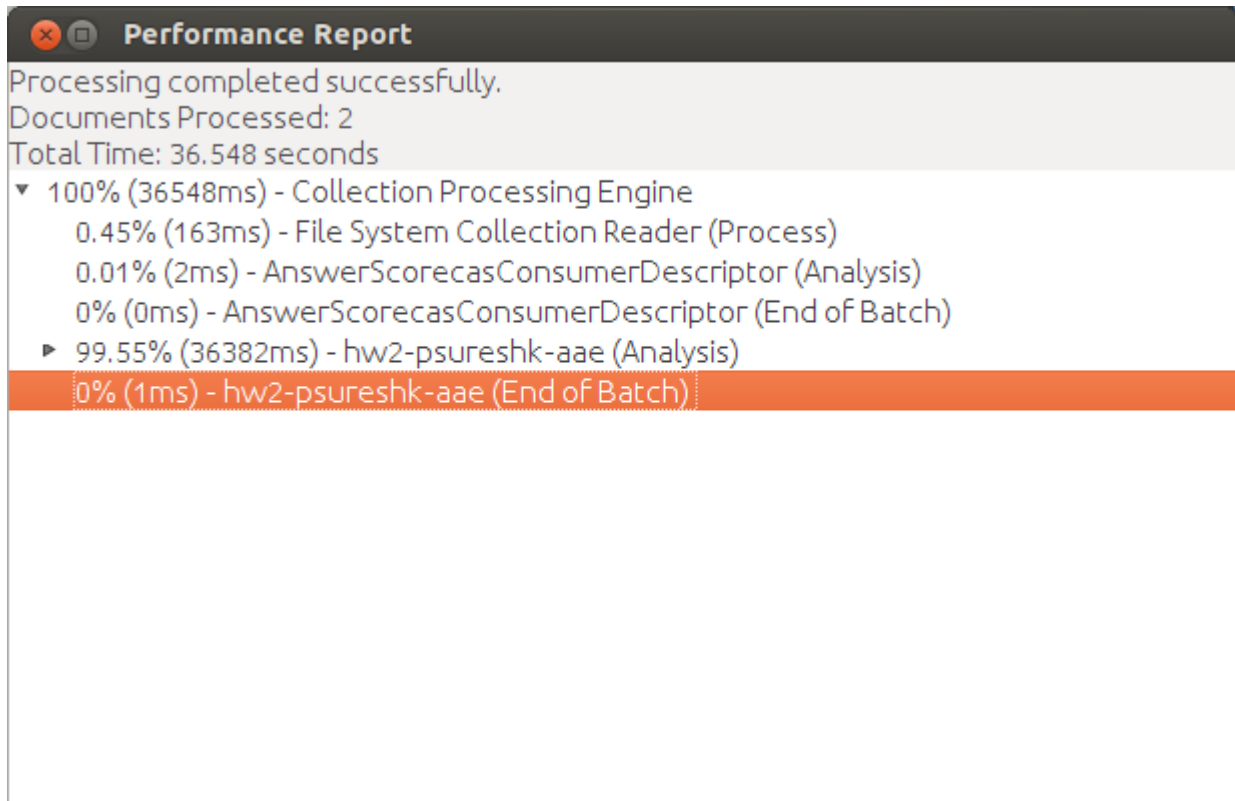 Performance Report
Processing completed successfully.
Documents Processed: 2
Total Time: 36.548 seconds
100% (36548ms) - Collection Processing Engine
0.45% (163ms) - File System Collection Reader (Process)
0.01% (2ms) - AnswerScorecasConsumerDescriptor (Analysis)
0% (0ms) - AnswerScorecasConsumerDescriptor (End of Batch)
99.55% (36382ms) - hw2-psureshk-aae (Analysis)
0% (1ms) - hw2-psureshk-aae (End of Batch)